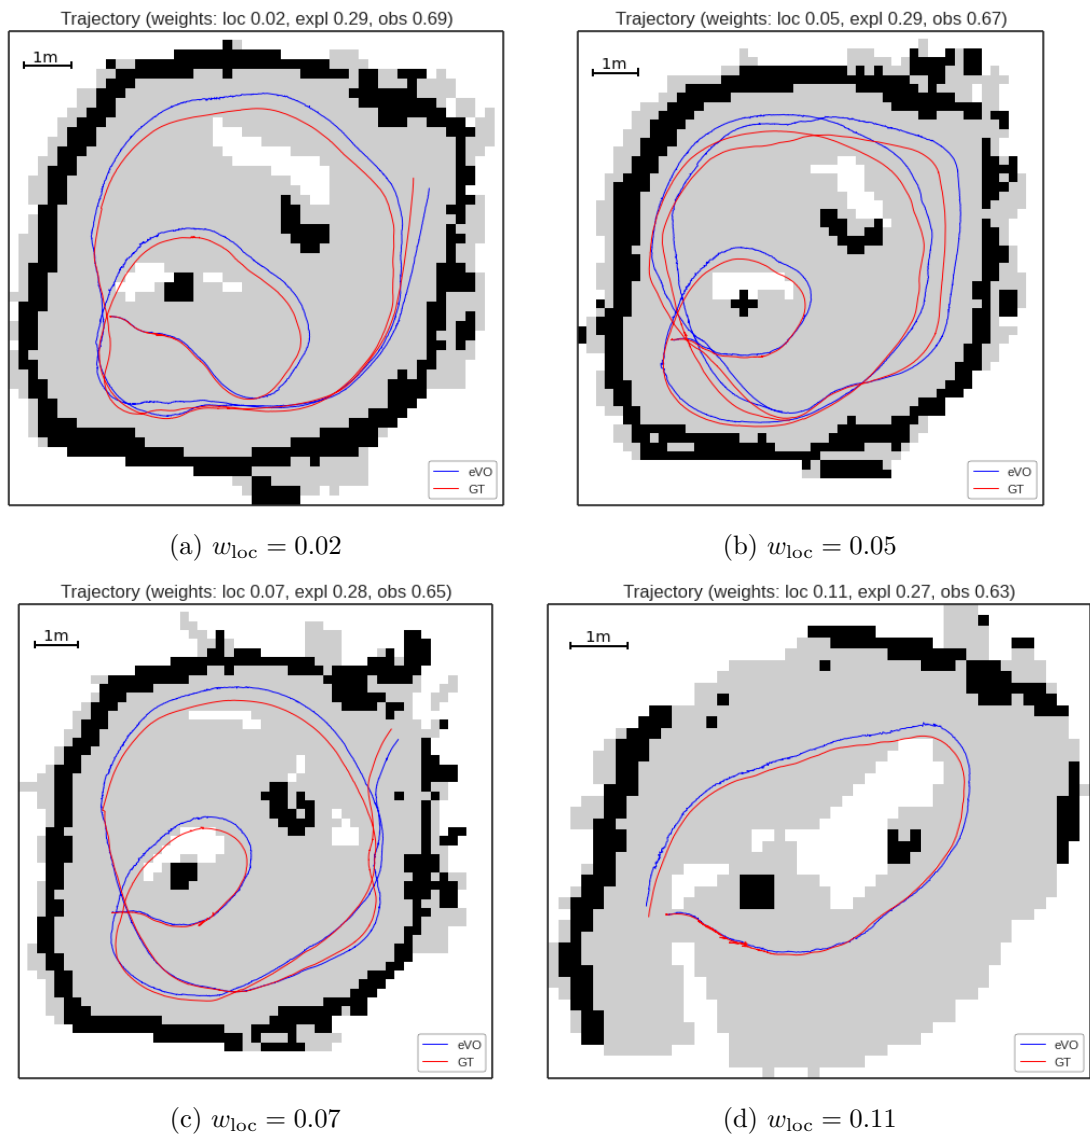 Trajectory (weights: loc 0.02, expl 0.29, obs 0.69)
1m
eVO
GT
(a) w_loc = 0.02
Trajectory (weights: loc 0.05, expl 0.29, obs 0.67)
1m
eVO
GT
(b) w_loc = 0.05
Trajectory (weights: loc 0.07, expl 0.28, obs 0.65)
1m
eVO
GT
(c) w_loc = 0.07
Trajectory (weights: loc 0.11, expl 0.27, obs 0.63)
1m
eVO
GT
(d) w_loc = 0.11